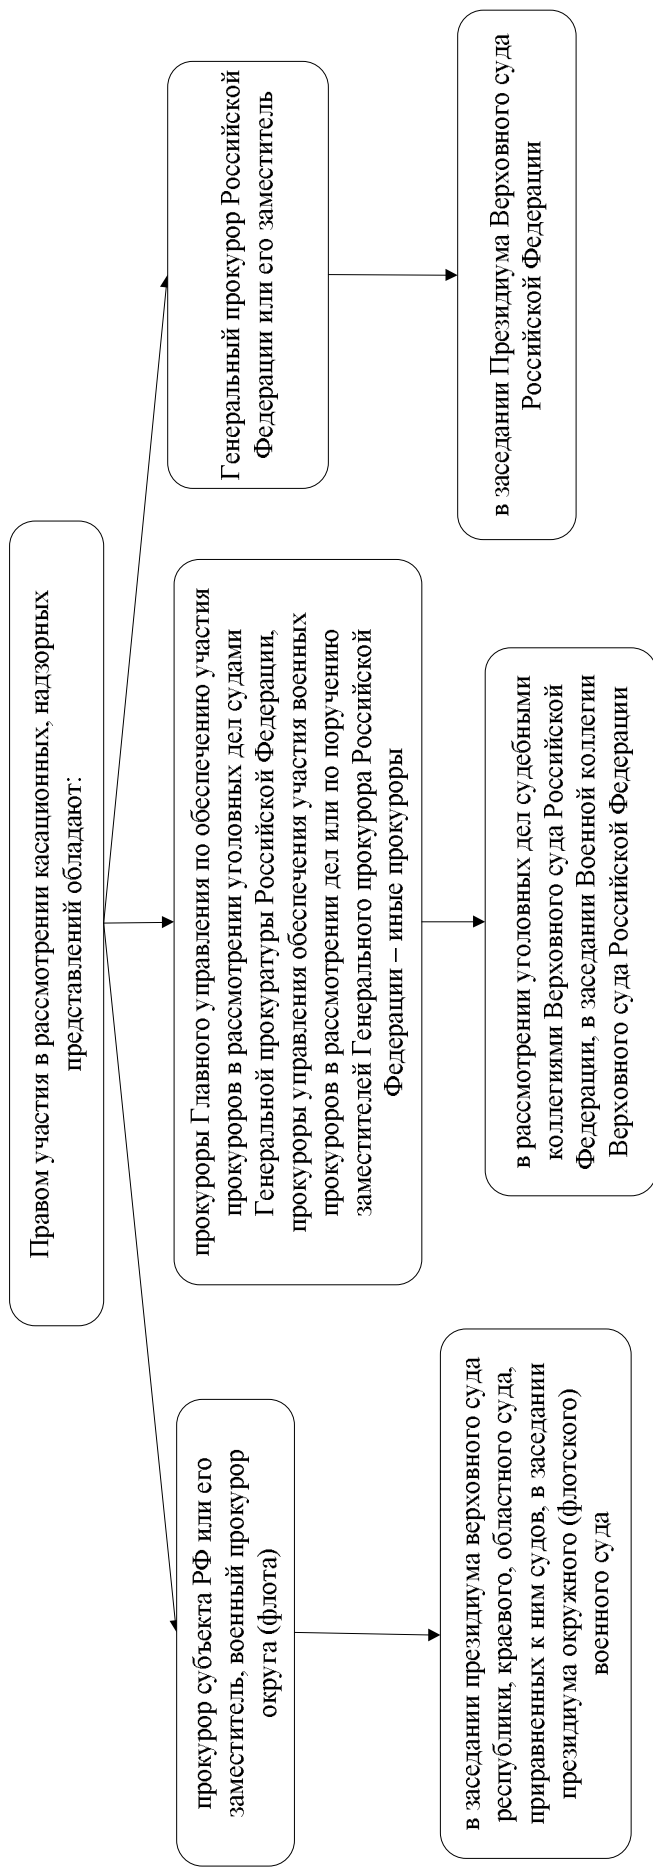 Правом участия в рассмотрении касационных, надзорных
представлений обладают:
прокурор субъекта РФ или его
заместитель, военный прокурор
округа (флота)
прокуроры Главного управления по обеспечению участия
прокуроров в рассмотрении уголовных дел судами
Генеральной прокуратуры Российской Федерации,
прокуроры управления обеспечения участия военных
прокуроров в рассмотрении дел или по поручению
заместителей Генерального прокурора Российской
Федерации – иные прокуроры
Генеральный прокурор Российской
Федерации или его заместитель
в заседании президиума верховного суда
республики, краевого, областного суда,
приравненных к ним судов, в заседании
президиума окружного (флотского)
военного суда
в рассмотрении уголовных дел судебными
коллегиями Верховного суда Российской
Федерации, в заседании Военной коллегии
Верховного суда Российской Федерации
в заседании Президиума Верховного суда
Российской Федерации